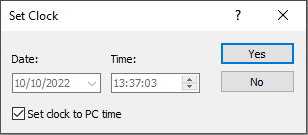 Set Clock
Date: Time: Yes
10/10/2022 13:37:03 No
Set clock to PC time